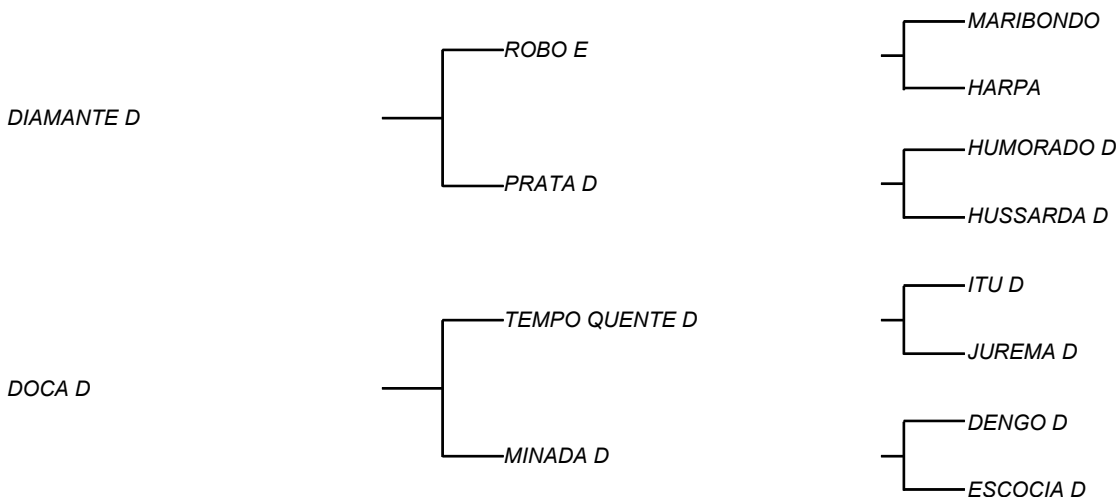 MARIBONDO
ROBO E
HARPA
DIAMANTE D
HUMORADO D
PRATA D
HUSSARDA D
ITU D
TEMPO QUENTE D
JUREMA D
DOCA D
DENGO D
MINADA D
ESCOCIA D